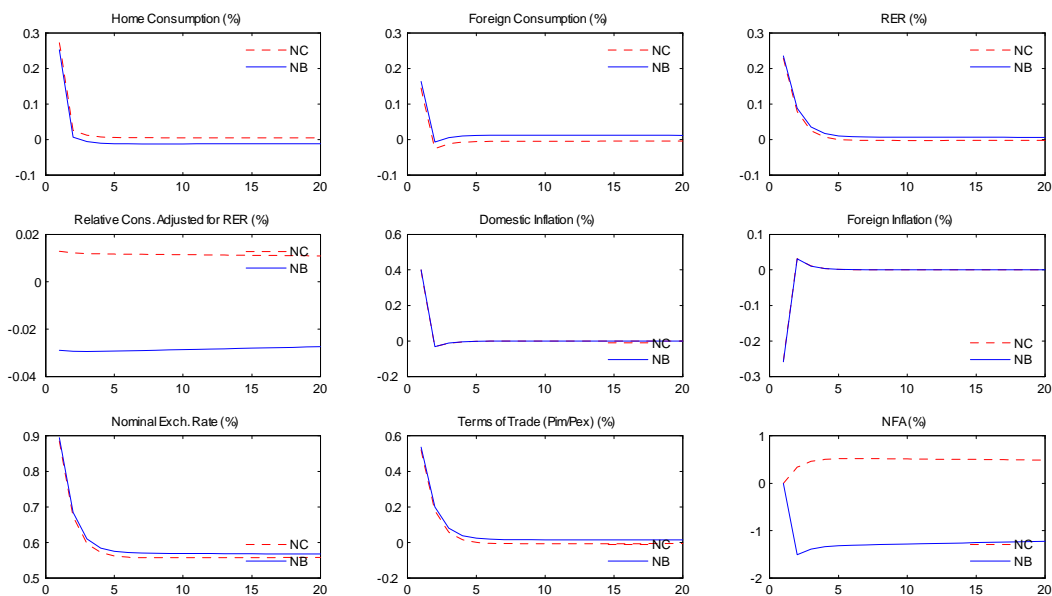 Home Consumption (%)
0.3
0.2
0.1
0
-0.1
0 5 10 15 20
NC
NB
Foreign Consumption (%)
0.3
0.2
0.1
0
-0.1
0 5 10 15 20
NC
NB
RER (%)
0.3
0.2
0.1
0
-0.1
0 5 10 15 20
NC
NB
Relative Cons. Adjusted for RER (%)
0.02
0
-0.02
-0.04
0 5 10 15 20
NC
NB
Domestic Inflation (%)
0.6
0.4
0.2
0
-0.2
0 5 10 15 20
NC
NB
Foreign Inflation (%)
0.1
0
-0.1
-0.2
-0.3
0 5 10 15 20
NC
NB
Nominal Exch. Rate (%)
0.9
0.8
0.7
0.6
0.5
0 5 10 15 20
NC
NB
Terms of Trade (Pim/Pex) (%)
0.6
0.4
0.2
0
-0.2
0 5 10 15 20
NC
NB
NFA (%)
1
0
-1
-2
0 5 10 15 20
NC
NB